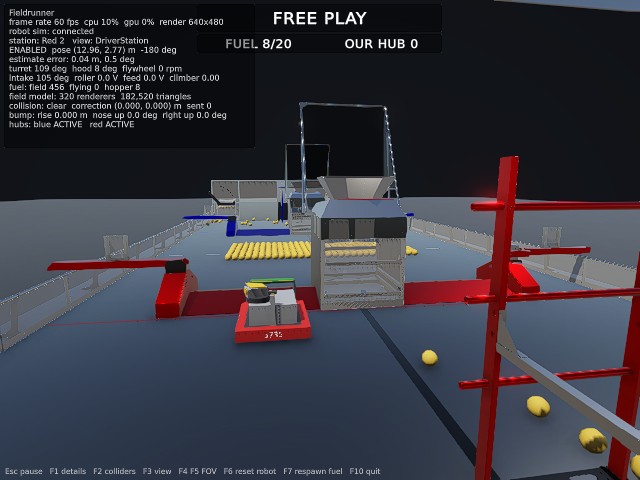 Fieldrunner
frame rate 60 fps  cpu 10%  gpu 0%  render 640x480
robot sim: connected
station: Red 2  view: DriverStation
ENABLED  pose (12.96, 2.77) m  -180 deg
estimate error: 0.04 m, 0.5 deg
turret 109 deg  hood 8 deg  flywheel 0 rpm
intake 105 deg  roller 0.0 V  feed 0.0 V  climber 0.00
fuel: field 456  flying 0  hopper 8
field model: 320 renderers  182,520 triangles
collision: clear  correction (0.000, 0.000) m  sent 0
bump: rise 0.000 m  nose up 0.0 deg  right up 0.0 deg
hubs: blue ACTIVE  red ACTIVE
FREE PLAY
FUEL 8/20  OUR HUB 0
Esc pause  F1 details  F2 colliders  F3 view  F4 F5 FOV  F6 reset robot  F7 respawn fuel  F10 quit